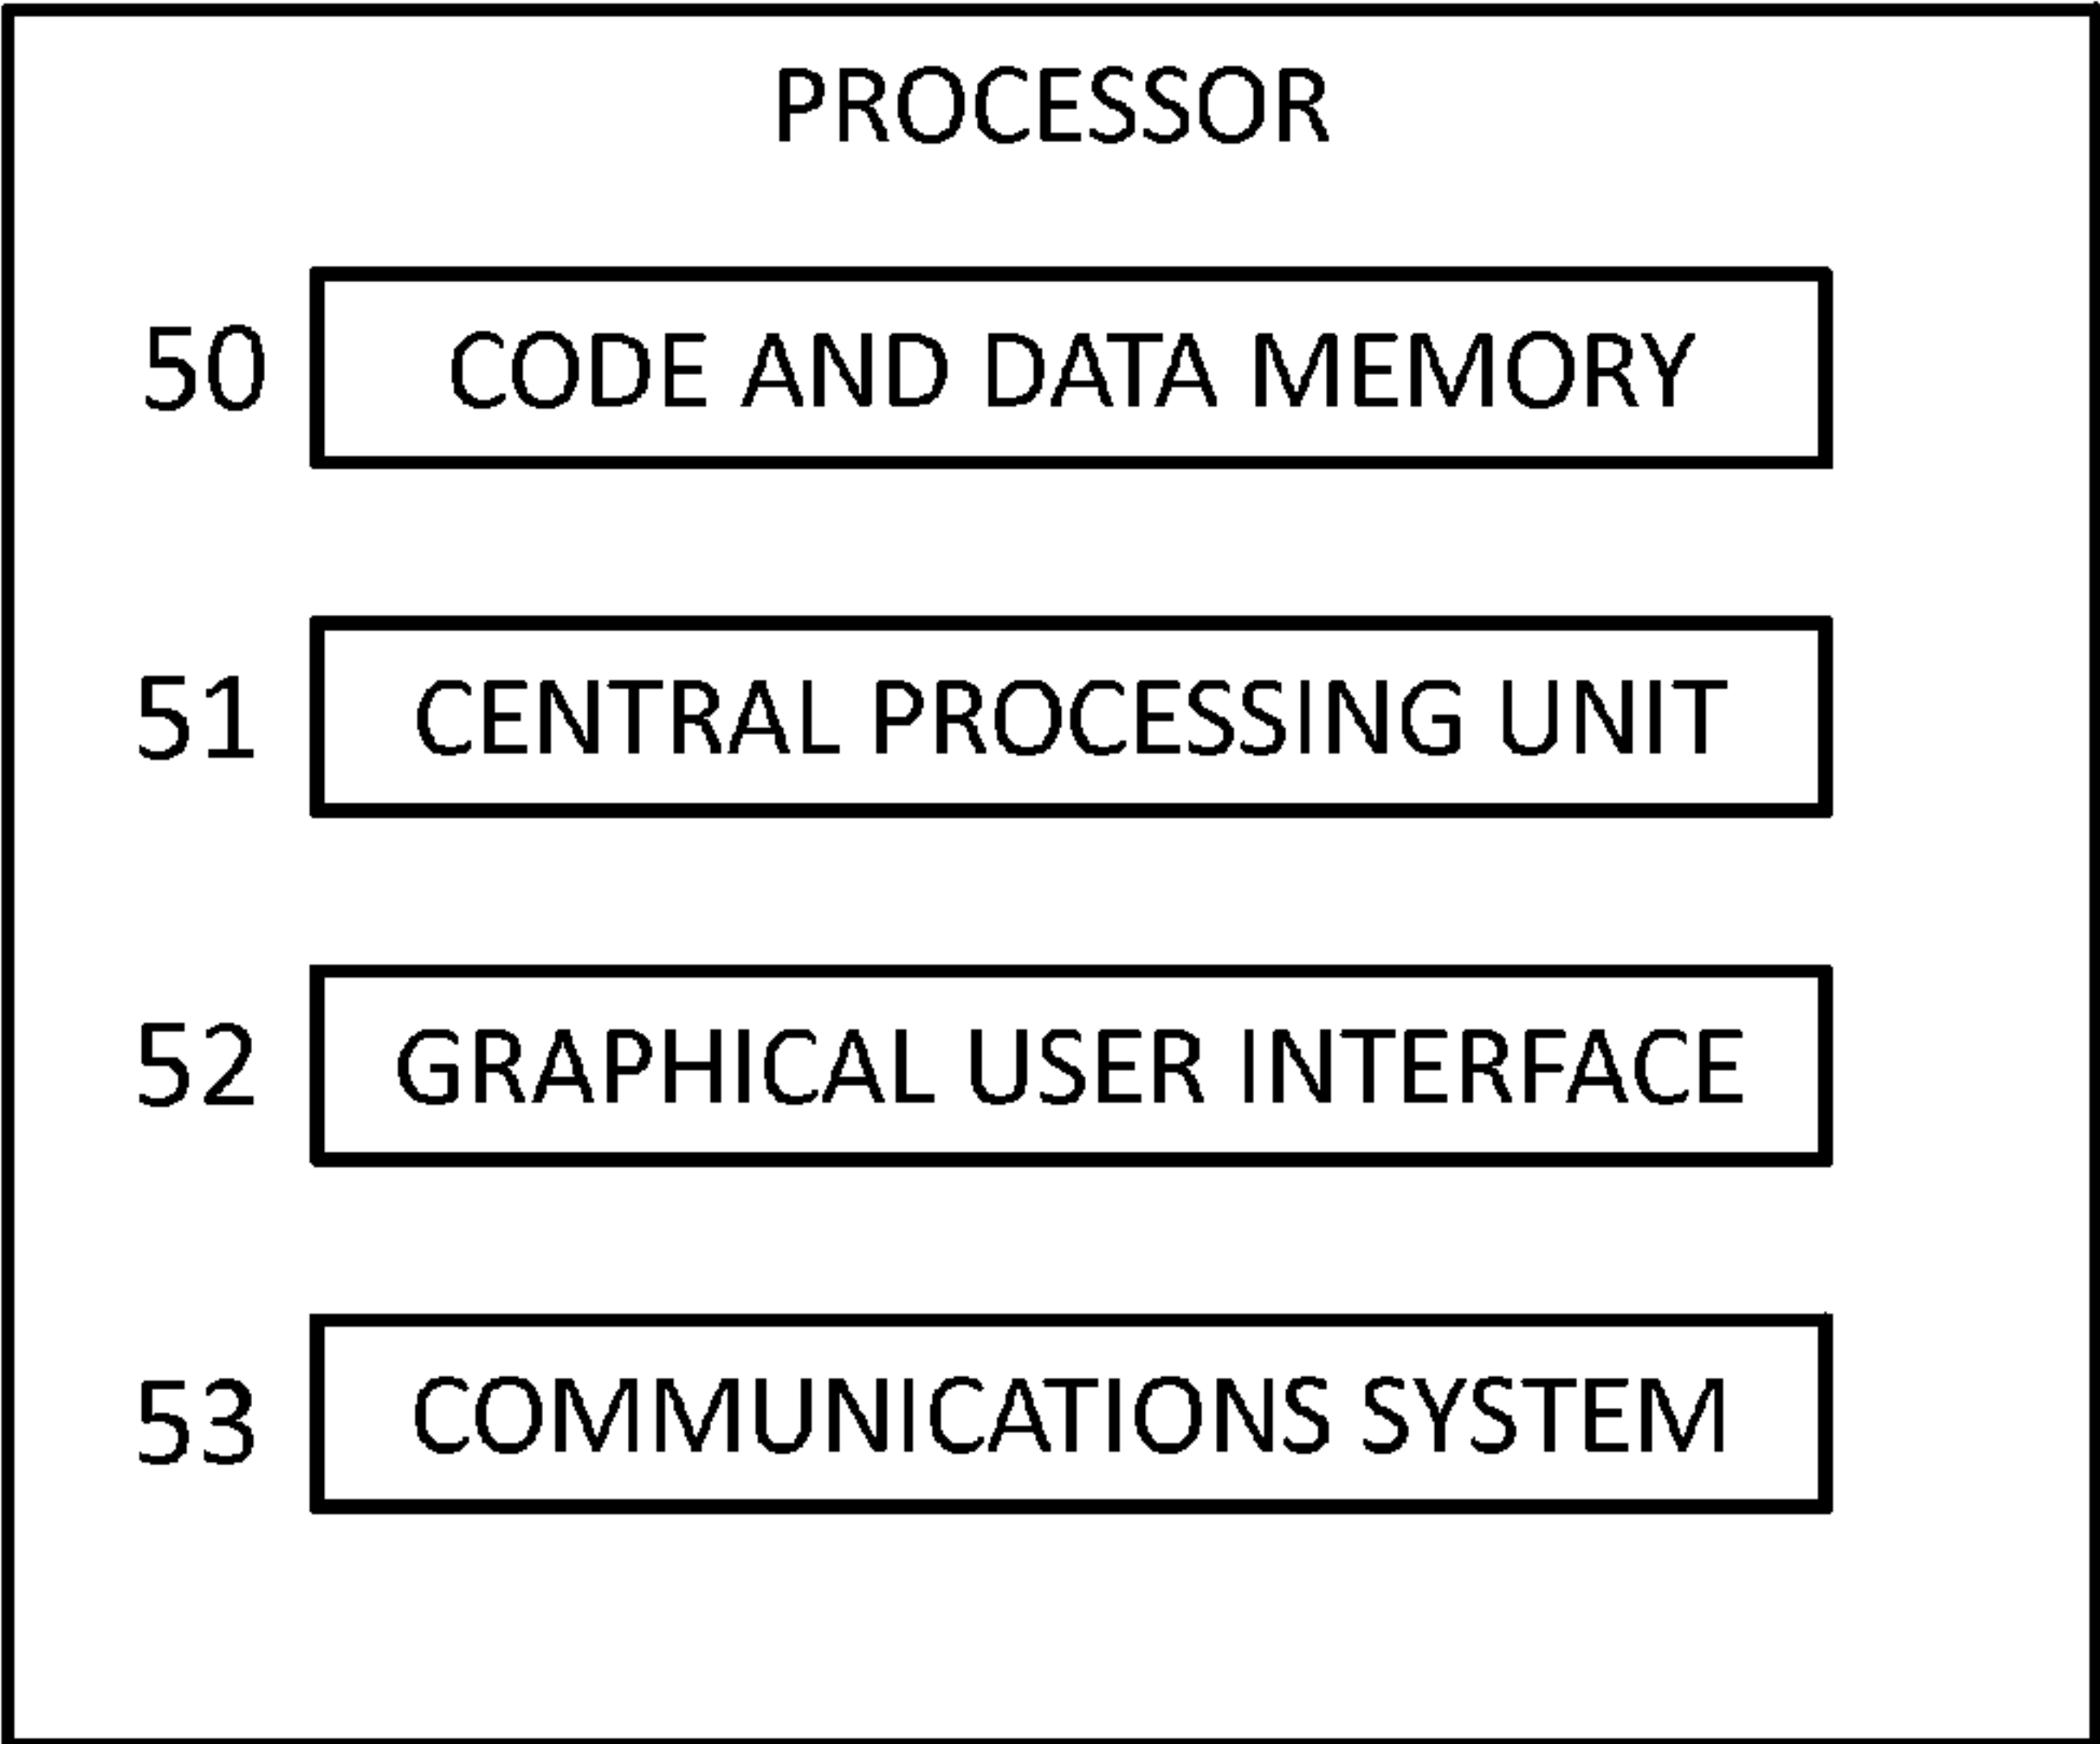 PROCESSOR
50 CODE AND DATA MEMORY
51 CENTRAL PROCESSING UNIT
52 GRAPHICAL USER INTERFACE
53 COMMUNICATIONS SYSTEM